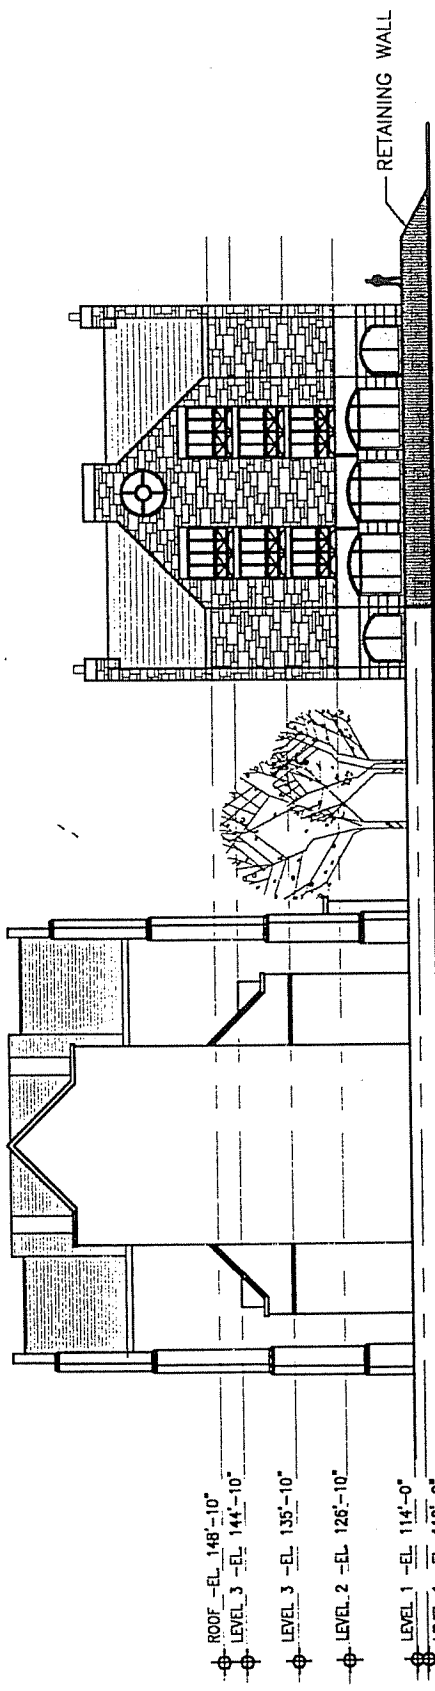 RETAINING WALL
ROOF -EL. 148'-10"
LEVEL 3 -EL. 144'-10"
LEVEL 3 -EL. 135'-10"
LEVEL 2 -EL. 126'-10"
LEVEL 1 -EL. 114'-0"